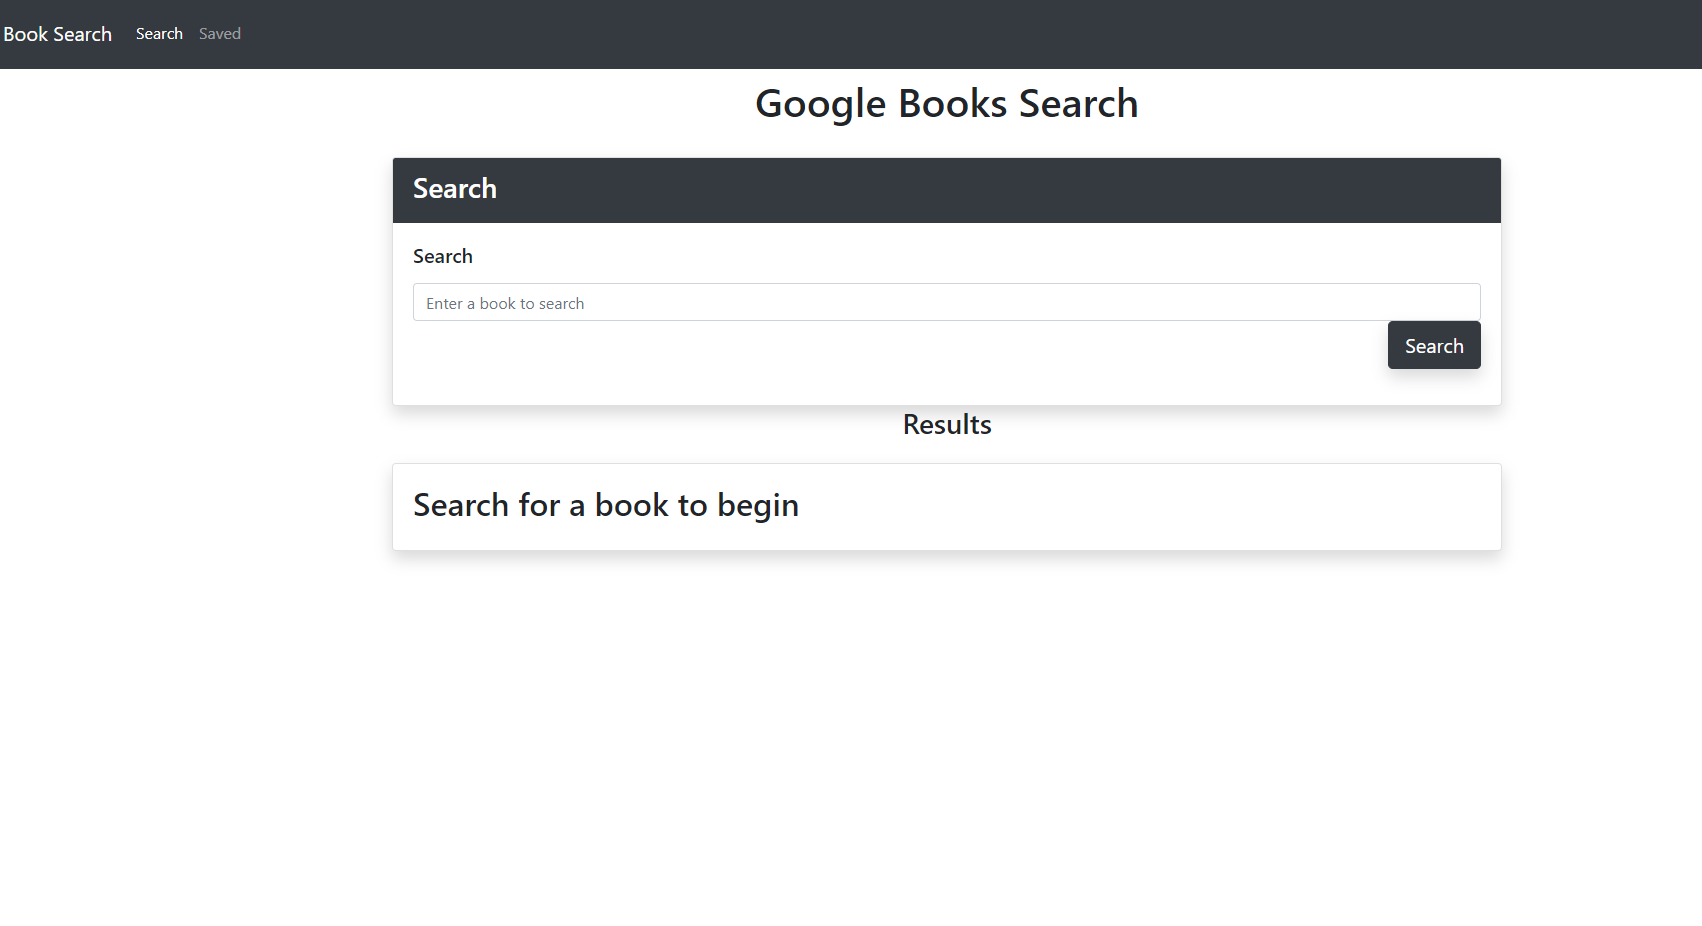 Book Search Search Saved
Google Books Search
Search
Search
Enter a book to search
Search
Results
Search for a book to begin